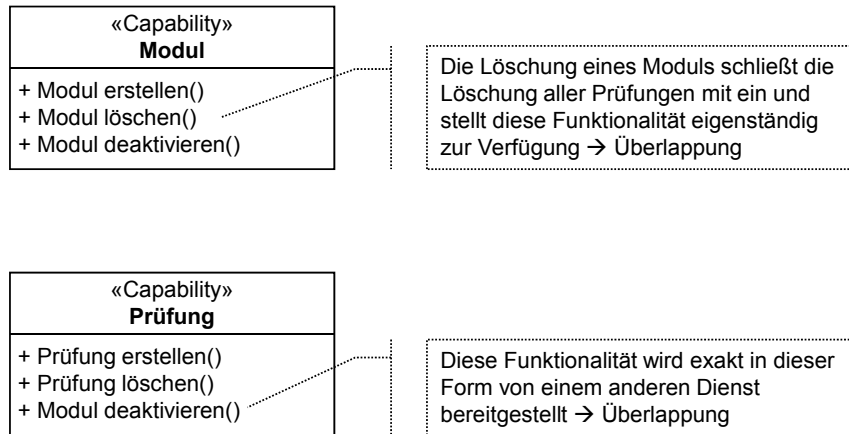 «Capability»
Modul
+ Modul erstellen()
+ Modul löschen()
+ Modul deaktivieren()
Die Löschung eines Moduls schließt die
Löschung aller Prüfungen mit ein und
stellt diese Funktionalität eigenständig
zur Verfügung → Überlappung
«Capability»
Prüfung
+ Prüfung erstellen()
+ Prüfung löschen()
+ Modul deaktivieren()
Diese Funktionalität wird exakt in dieser
Form von einem anderen Dienst
bereitgestellt → Überlappung